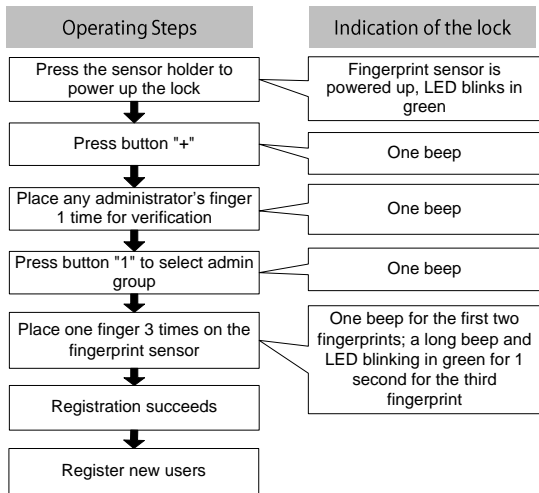 Operating Steps
Indication of the lock
Press the sensor holder to
power up the lock
Fingerprint sensor is
powered up, LED blinks in
green
Press button "+"
One beep
Place any administrator's finger
1 time for verification
One beep
Press button "1" to select admin
group
One beep
Place one finger 3 times on the
fingerprint sensor
One beep for the first two
fingerprints; a long beep and
LED blinking in green for 1
second for the third
fingerprint
Registration succeeds
Register new users